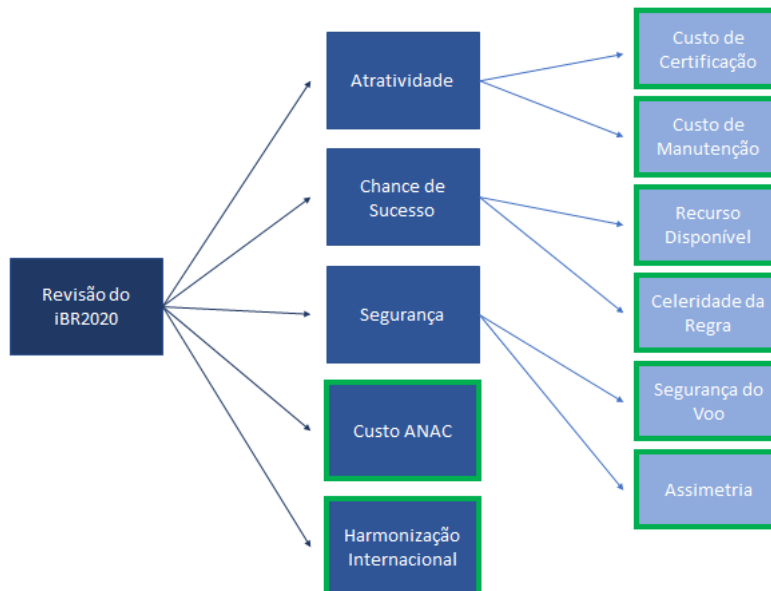 Revisão do
iBR2020
Atratividade
Chance de
Sucesso
Segurança
Custo ANAC
Harmonização
Internacional
Custo de
Certificação
Custo de
Manutenção
Recurso
Disponível
Celeridade da
Regra
Segurança do
Voo
Assimetria